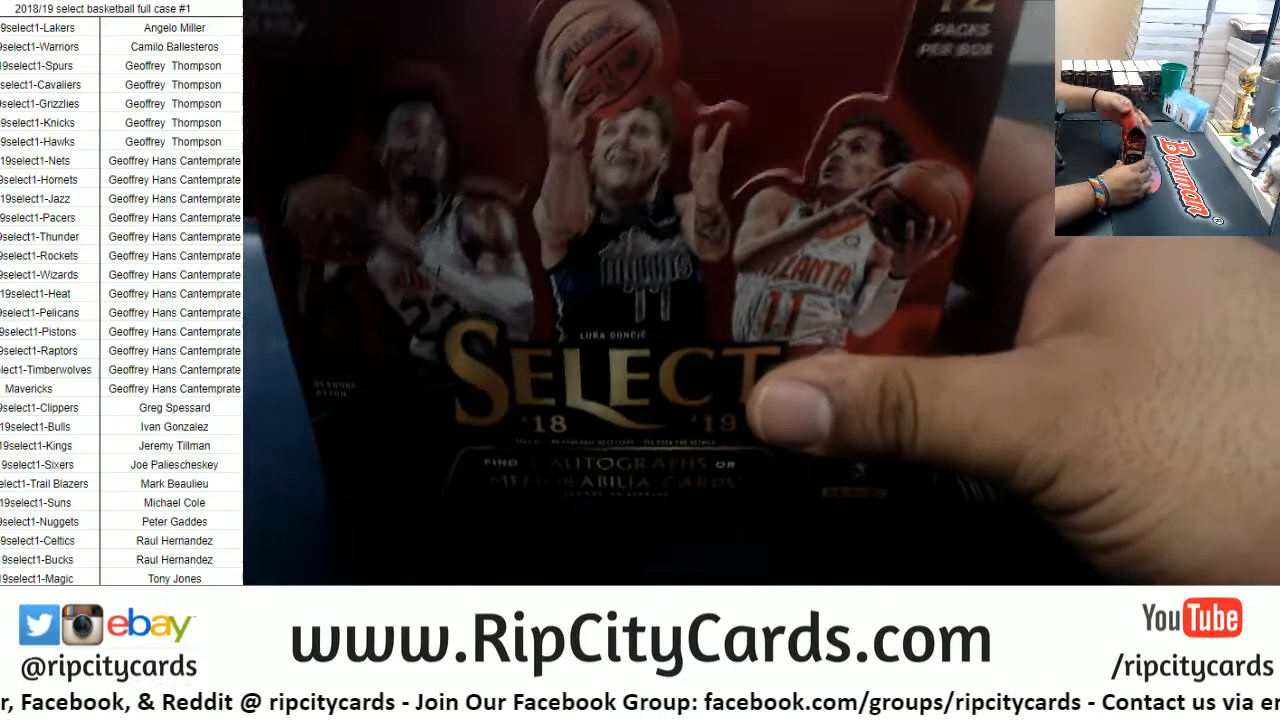 2018/19 select basketball full case #1
9select1-Lakers Angelo Miller
9select1-Warriors Camilo Ballesteros
9select1-Spurs Geoffrey Thompson
select1-Cavaliers Geoffrey Thompson
9select1-Grizzlies Geoffrey Thompson
9select1-Knicks Geoffrey Thompson
9select1-Hawks Geoffrey Thompson
19select1-Nets Geoffrey Hans Cantemprate
9select1-Hornets Geoffrey Hans Cantemprate
19select1-Jazz Geoffrey Hans Cantemprate
9select1-Pacers Geoffrey Hans Cantemprate
9select1-Thunder Geoffrey Hans Cantemprate
9select1-Rockets Geoffrey Hans Cantemprate
9select1-Wizards Geoffrey Hans Cantemprate
19select1-Heat Geoffrey Hans Cantemprate
9select1-Pelicans Geoffrey Hans Cantemprate
9select1-Pistons Geoffrey Hans Cantemprate
9select1-Raptors Geoffrey Hans Cantemprate
lect1-Timberwolves Geoffrey Hans Cantemprate
Mavericks Geoffrey Hans Cantemprate
9select1-Clippers Greg Spessard
19select1-Bulls Ivan Gonzalez
19select1-Kings Jeremy Tillman
9select1-Sixers Joe Paliescheskey
elect1-Trail Blazers Mark Beaulieu
19select1-Suns Michael Cole
9select1-Nuggets Peter Gaddes
9select1-Celtics Raul Hernandez
9select1-Bucks Raul Hernandez
19select1-Magic Tony Jones
12
PACKS
PER BOX
11
LUKA DONČIĆ
SELECT
'18 '19
FIND AUTOGRAPHS OR
MEMORABILIA CARDS
PANINI
Bowman
ebay
@ripcitycards
www.RipCityCards.com
YouTube
/ripcitycards
r, Facebook, & Reddit @ ripcitycards - Join Our Facebook Group: facebook.com/groups/ripcitycards - Contact us via em